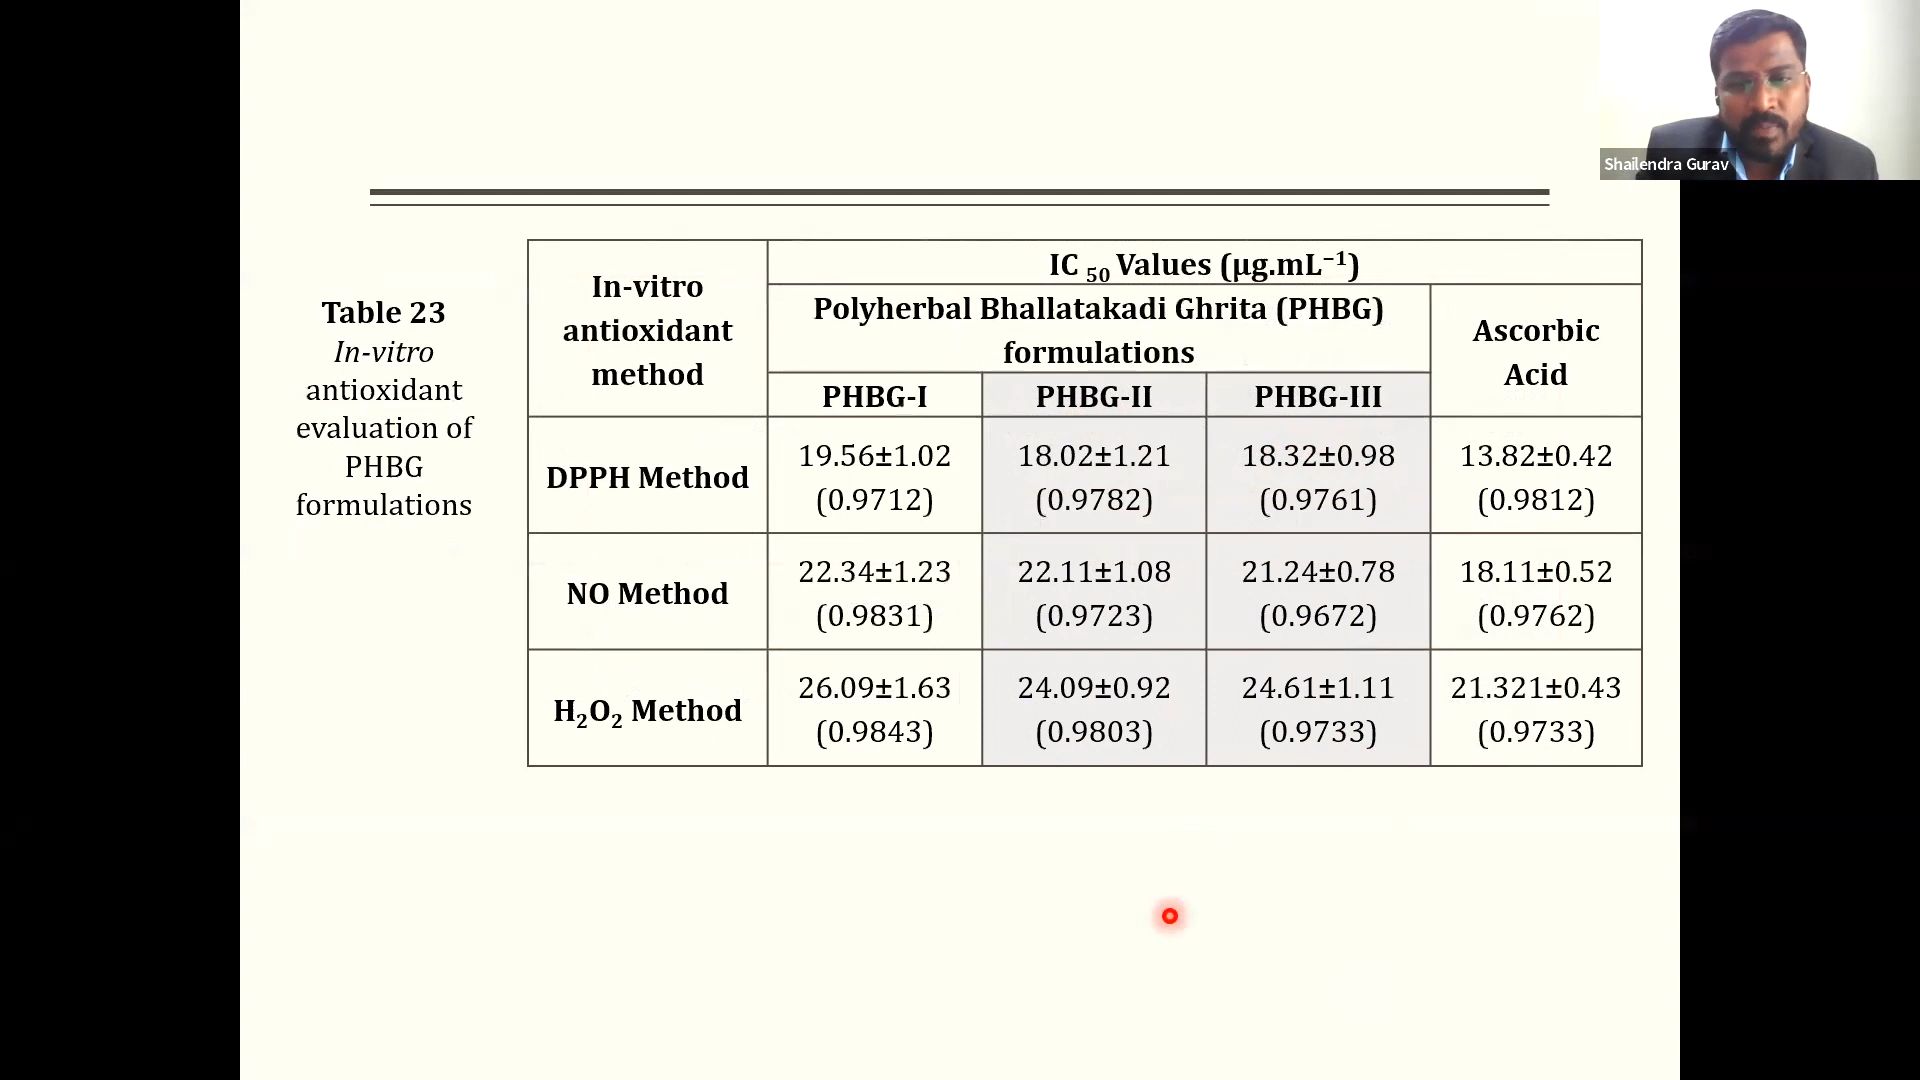 Shailendra Gurav
Table 23
In-vitro
antioxidant
evaluation of
PHBG
formulations
In-vitro
antioxidant
method
IC 50 Values (µg.mL⁻¹)
Polyherbal Bhallatakadi Ghrita (PHBG)
formulations
Ascorbic
Acid
PHBG-I PHBG-II PHBG-III
DPPH Method
19.56±1.02 18.02±1.21 18.32±0.98 13.82±0.42
(0.9712) (0.9782) (0.9761) (0.9812)
NO Method
22.34±1.23 22.11±1.08 21.24±0.78 18.11±0.52
(0.9831) (0.9723) (0.9672) (0.9762)
H₂O₂ Method
26.09±1.63 24.09±0.92 24.61±1.11 21.321±0.43
(0.9843) (0.9803) (0.9733) (0.9733)